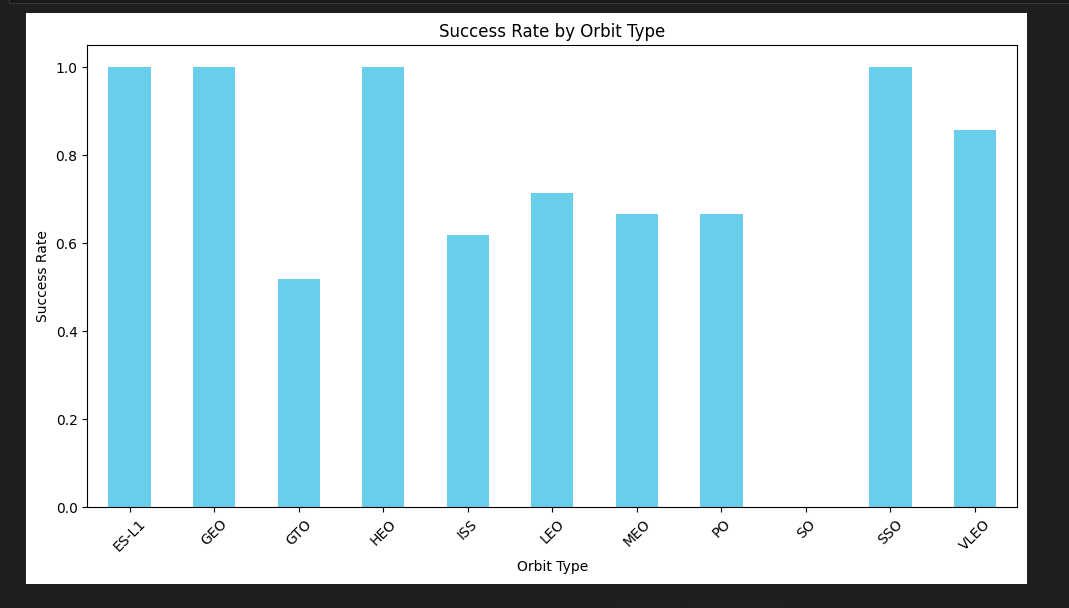 Success Rate by Orbit Type
1.0
0.8
0.6
0.4
0.2
0.0
Success Rate
ES-L1 GEO GTO HEO ISS LEO MEO PO SO SSO VLEO
Orbit Type